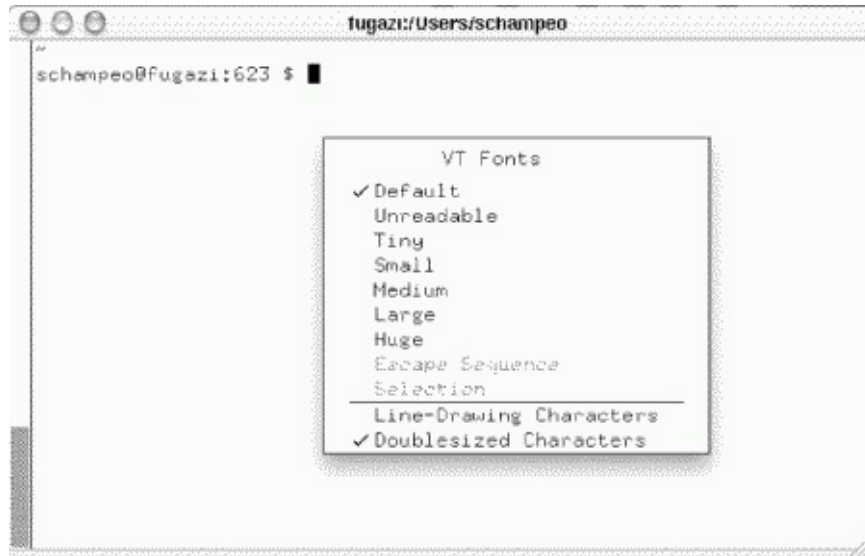 fugazi:/Users/schampeo
~
schampeo@fugazi:623 $
VT Fonts
✓Default
Unreadable
Tiny
Small
Medium
Large
Huge
Escape Sequence
Selection
Line-Drawing Characters
✓Doublesized Characters